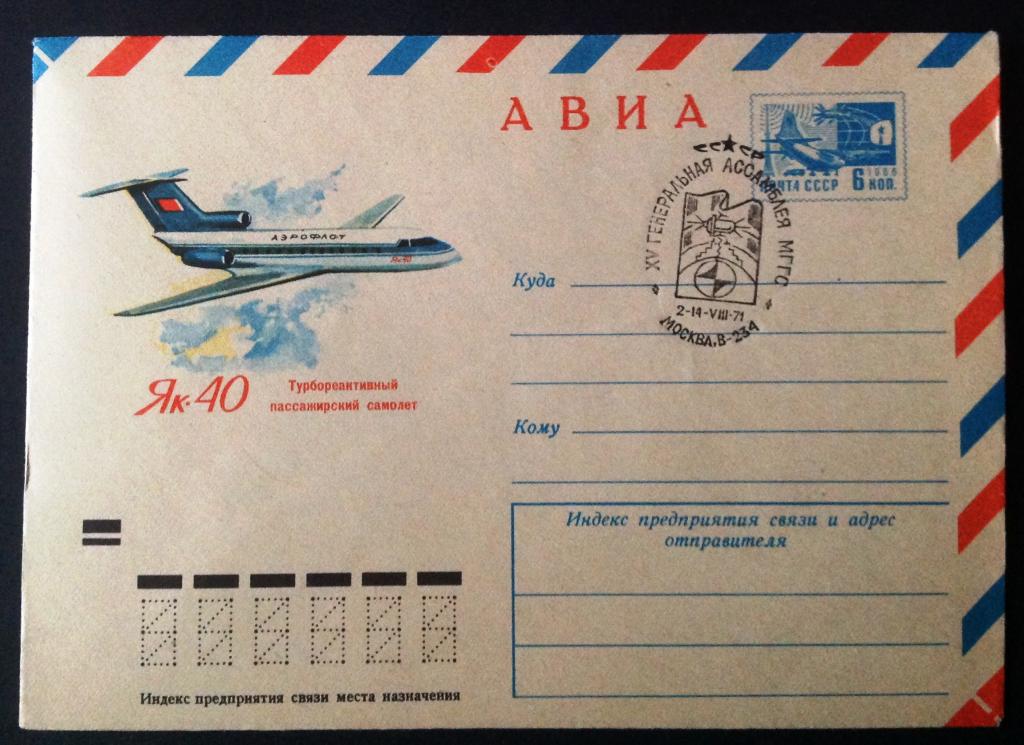 АВИА
1966
ПОЧТА СССР 6 КОП.
XV ГЕНЕРАЛЬНАЯ АССАМБЛЕЯ МГГС
2-14-VIII-71
МОСКВА, В-234
АЭРОФЛОТ
Як-40
Як-40
Турбореактивный
пассажирский самолет
Куда
Кому
Индекс предприятия связи и адрес
отправителя
Индекс предприятия связи места назначения